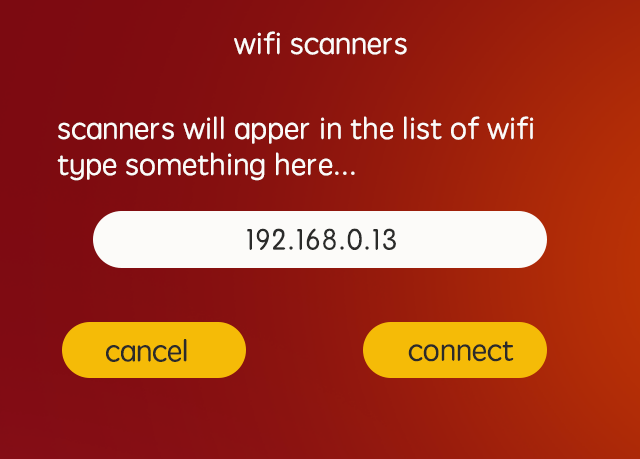 wifi scanners
scanners will apper in the list of wifi
type something here...
192.168.0.13
cancel
connect